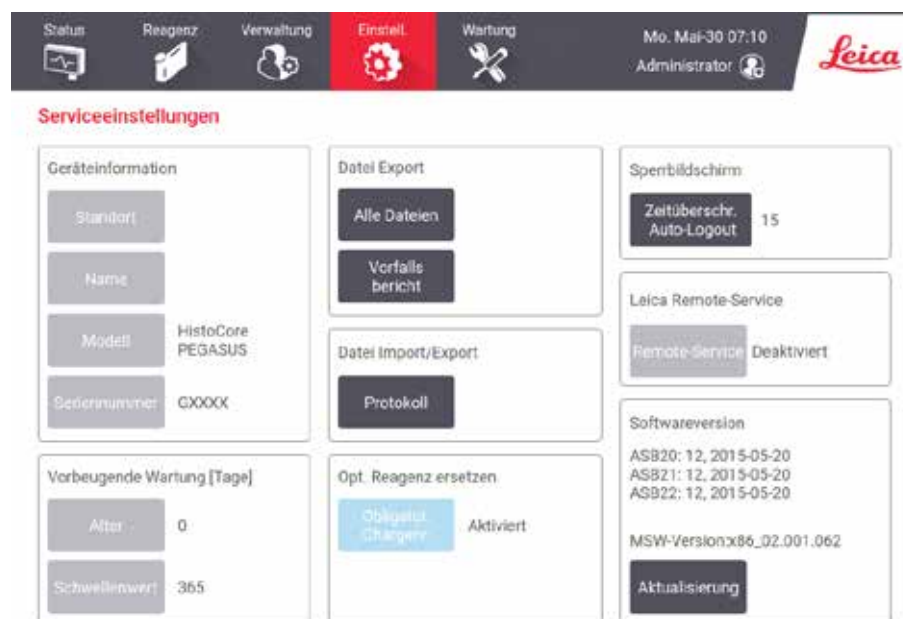 Status
Reagenz
Verwaltung
Einstell.
Wartung
Mo. Mai-30 07:10
Administrator
Leica
Serviceeinstellungen
Geräteinformation
Standort
Name
Modell
HistoCore
PEGASUS
Seriennummer
GXXXX
Vorbeugende Wartung [Tage]
Alter
0
Schwellenwert
365
Datei Export
Alle Dateien
Vorfalls
bericht
Datei Import/Export
Protokoll
Opt. Reagenz ersetzen
Obligator.
Chargenr.
Aktiviert
Sperrbildschirm
Zeitüberschr.
Auto-Logout
15
Leica Remote-Service
Remote-Service
Deaktiviert
Softwareversion
ASB20: 12, 2015-05-20
ASB21: 12, 2015-05-20
ASB22: 12, 2015-05-20
MSW-Version:x86_02.001.062
Aktualisierung